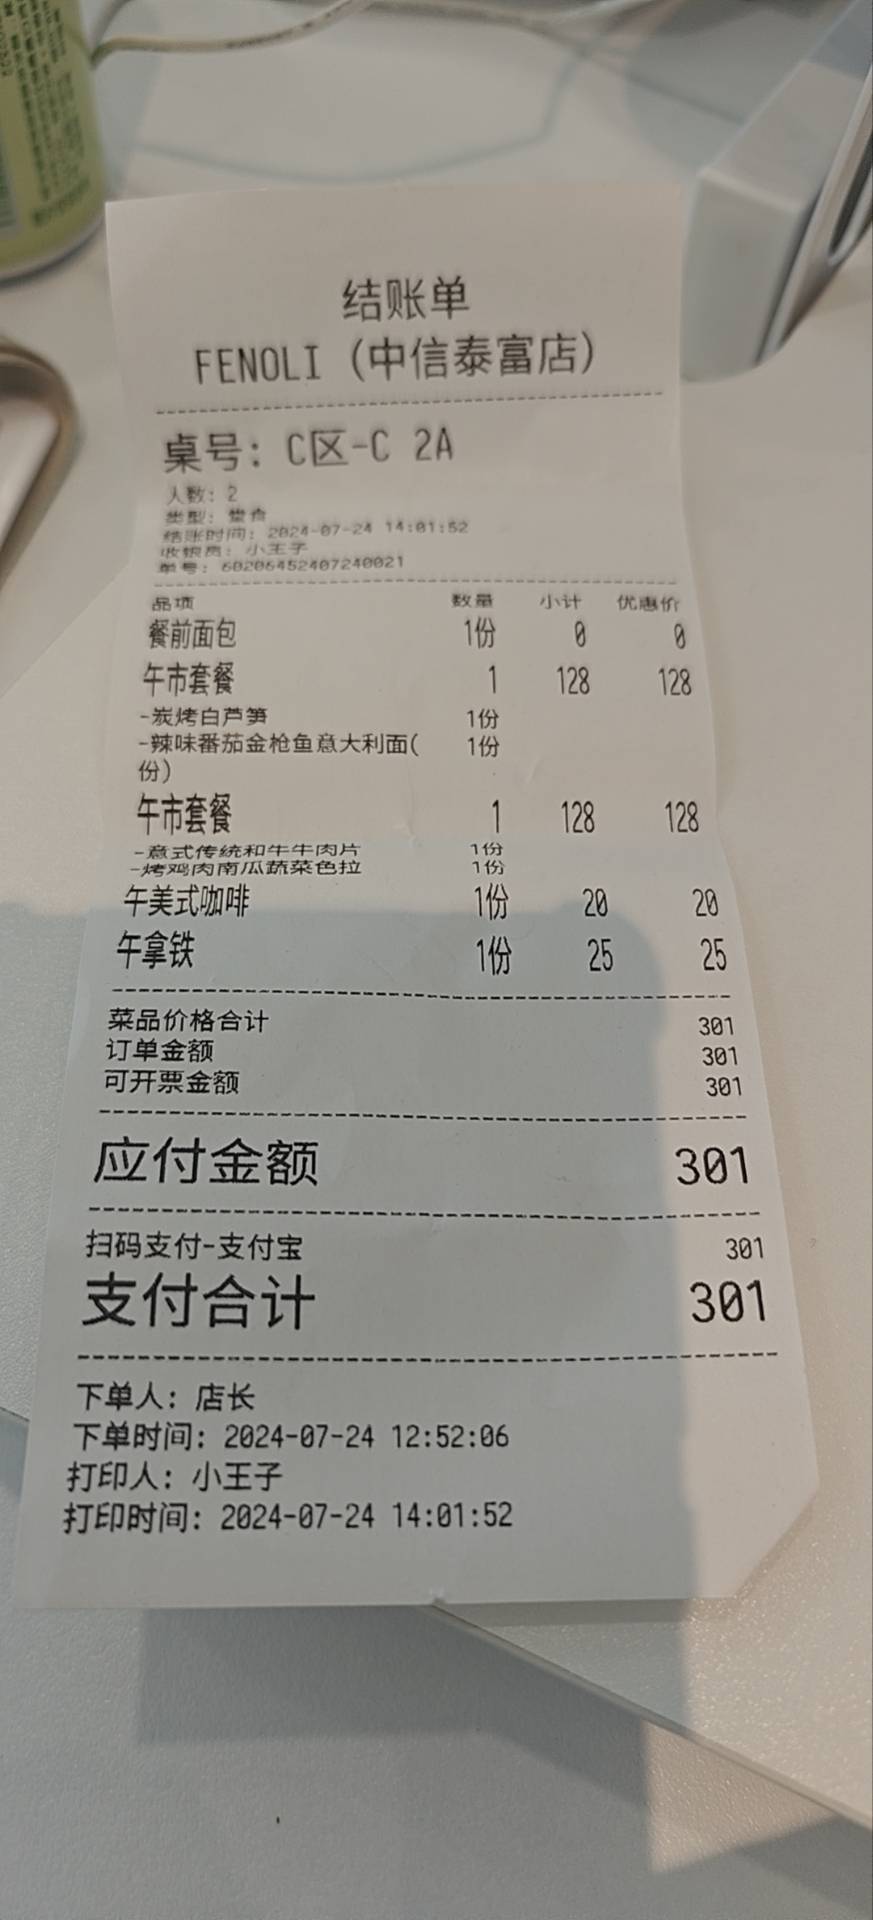 结账单
FENOLI (中信泰富店)
桌号: C区-C 2A
人数: 2
类型: 堂食
结账时间: 2024-07-24 14:01:52
收银员: 小王子
单号: 60206452407240021
品项 数量 小计 优惠价
餐前面包 1份 0 0
午市套餐 1 128 128
-炭烤白芦笋 1份
-辣味番茄金枪鱼意大利面( 1份
份)
午市套餐 1 128 128
-意式传统和牛牛肉片 1份
-烤鸡肉南瓜蔬菜色拉 1份
午美式咖啡 1份 20 20
午拿铁 1份 25 25
菜品价格合计 301
订单金额 301
可开票金额 301
应付金额 301
扫码支付-支付宝 301
支付合计 301
下单人: 店长
下单时间: 2024-07-24 12:52:06
打印人: 小王子
打印时间: 2024-07-24 14:01:52